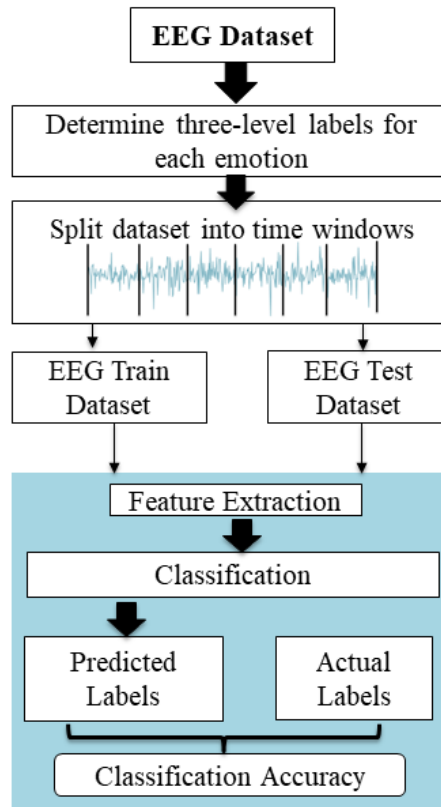 EEG Dataset
Determine three-level labels for
each emotion
Split dataset into time windows
EEG Train
Dataset
EEG Test
Dataset
Feature Extraction
Classification
Predicted
Labels
Actual
Labels
Classification Accuracy